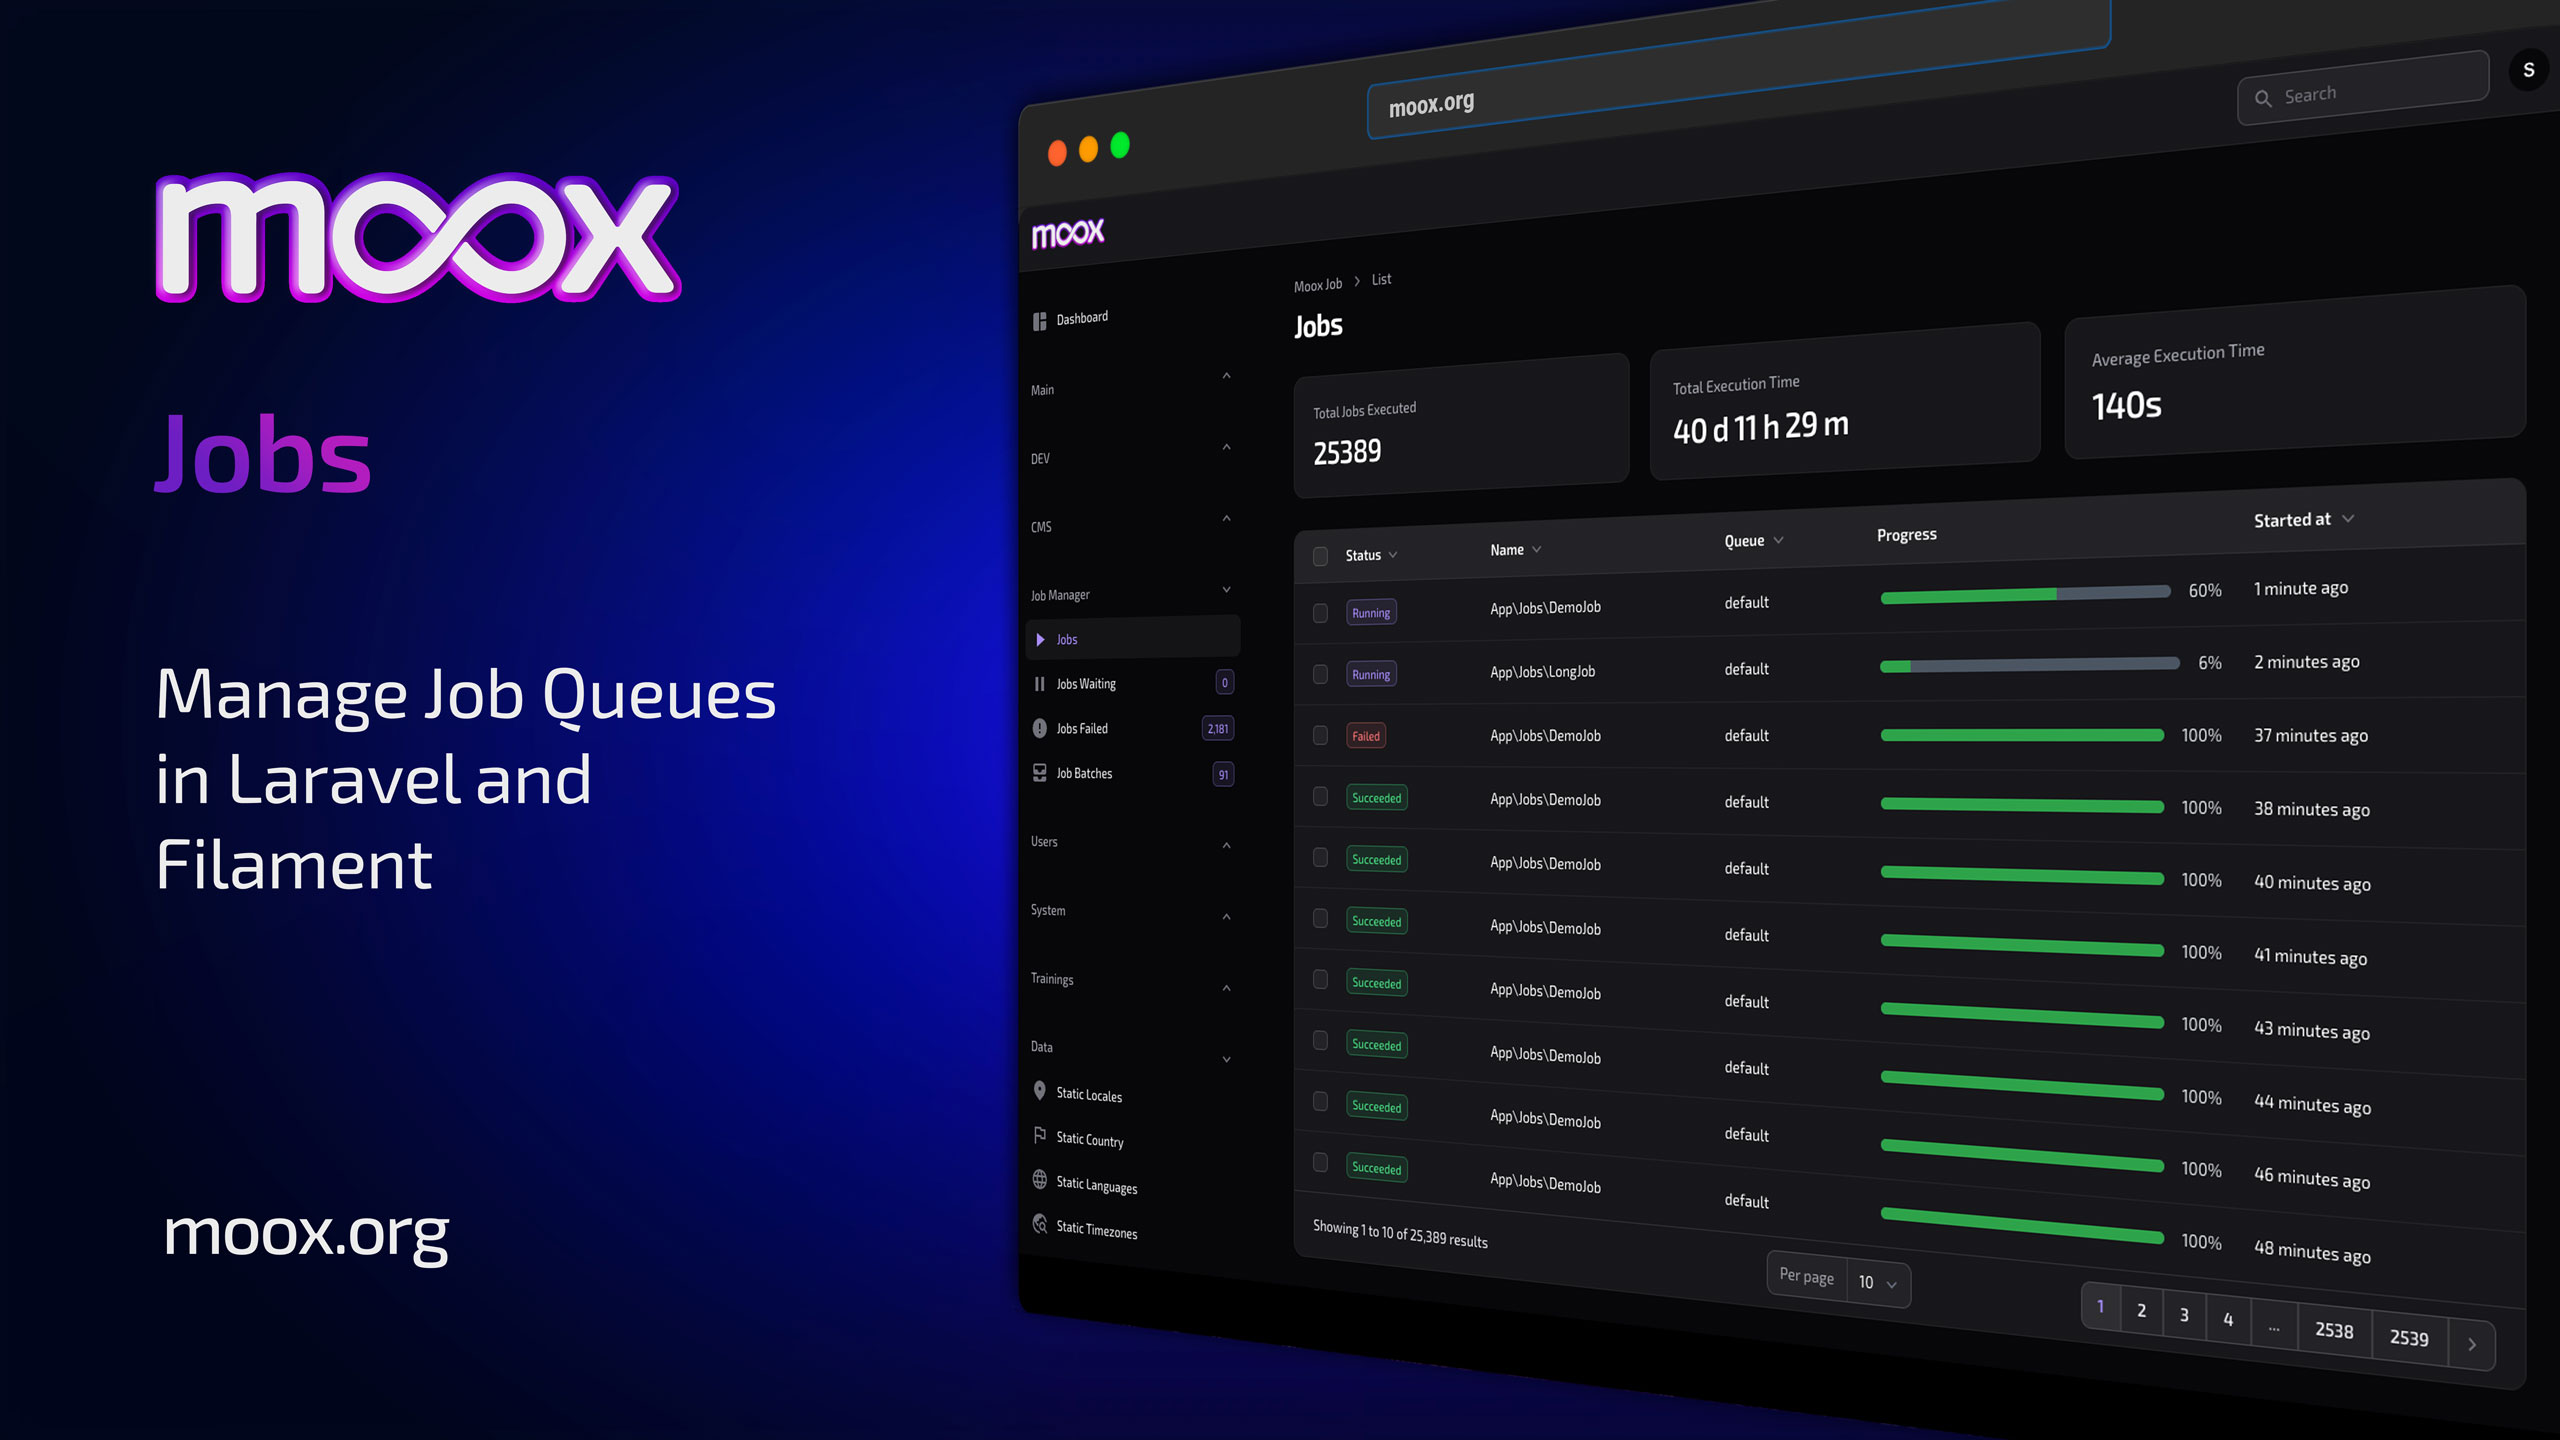 moox
Jobs
Manage Job Queues
in Laravel and
Filament
moox.org
moox.org
Search
S
moox
Dashboard
Main
DEV
CMS
Job Manager
Jobs
Jobs Waiting 0
Jobs Failed 2,181
Job Batches 91
Users
System
Trainings
Data
Static Locales
Static Country
Static Languages
Static Timezones
Moox Job > List
Jobs
Total Jobs Executed
25389
Total Execution Time
40 d 11 h 29 m
Average Execution Time
140s
Status Name Queue Progress Started at
Running App\Jobs\DemoJob default 60% 1 minute ago
Running App\Jobs\LongJob default 6% 2 minutes ago
Failed App\Jobs\DemoJob default 100% 37 minutes ago
Succeeded App\Jobs\DemoJob default 100% 38 minutes ago
Succeeded App\Jobs\DemoJob default 100% 40 minutes ago
Succeeded App\Jobs\DemoJob default 100% 41 minutes ago
Succeeded App\Jobs\DemoJob default 100% 43 minutes ago
Succeeded App\Jobs\DemoJob default 100% 44 minutes ago
Succeeded App\Jobs\DemoJob default 100% 46 minutes ago
Succeeded App\Jobs\DemoJob default 100% 48 minutes ago
Showing 1 to 10 of 25,389 results
Per page 10
1 2 3 4 ... 2538 2539 >